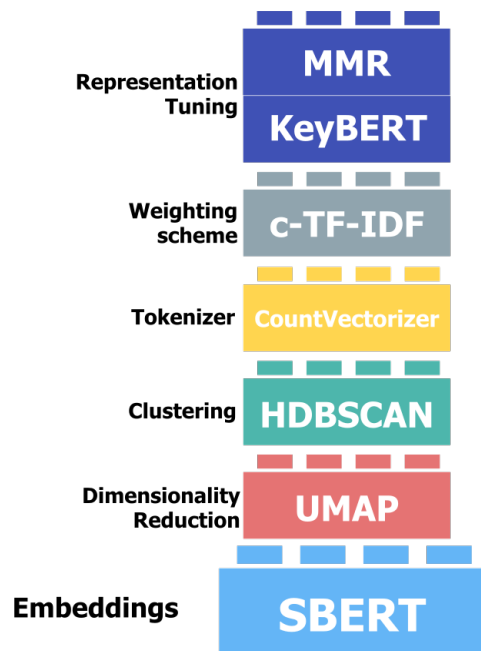 MMR
Representation
Tuning
KeyBERT
Weighting
scheme
c-TF-IDF
Tokenizer
CountVectorizer
Clustering
HDBSCAN
Dimensionality
Reduction
UMAP
Embeddings
SBERT